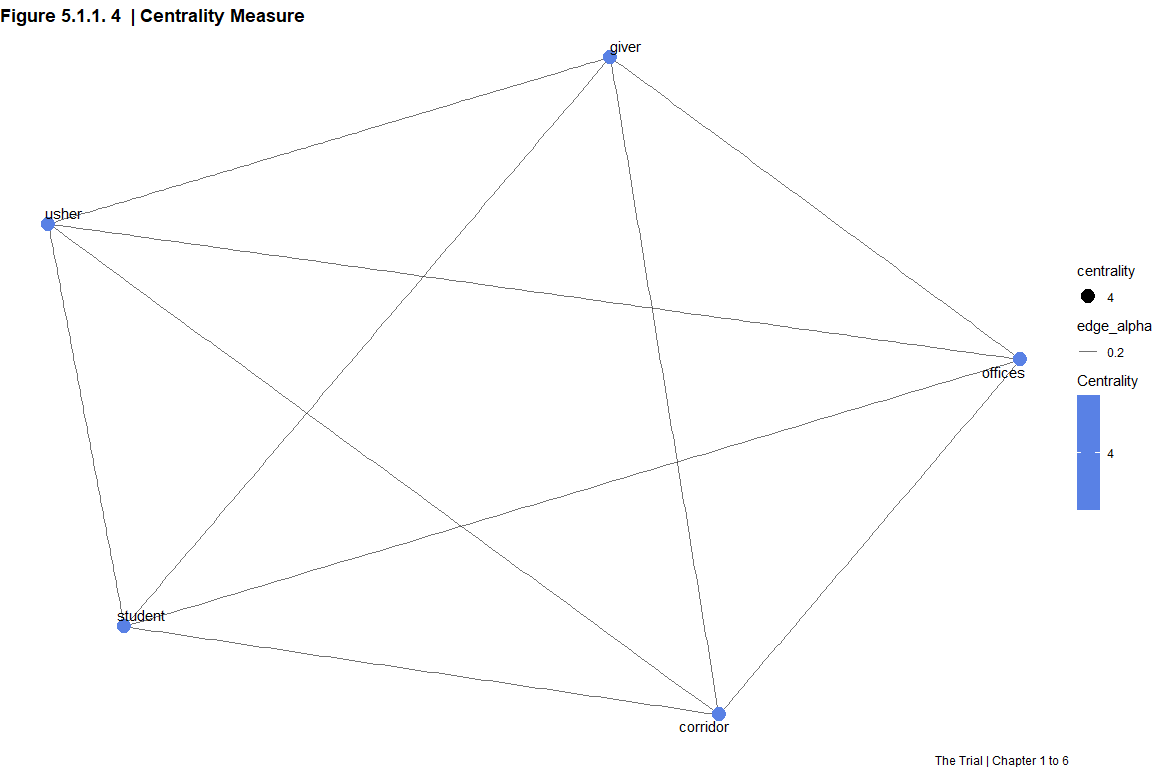 Figure 5.1.1. 4  | Centrality Measure
giver
usher
centrality
4
edge_alpha
0.2
offices
Centrality
4
student
corridor
The Trial | Chapter 1 to 6